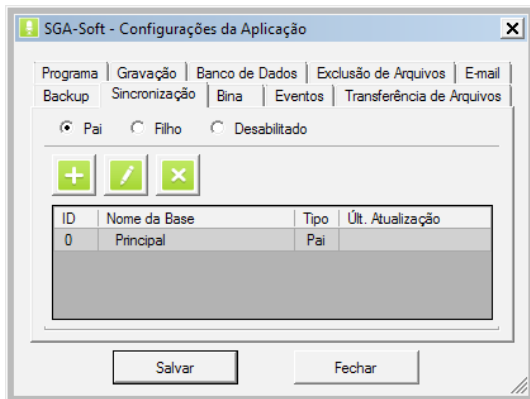 SGA-Soft - Configurações da Aplicação
Programa Gravação Banco de Dados Exclusão de Arquivos E-mail
Backup Sincronização Bina Eventos Transferência de Arquivos
Pai Filho Desabilitado
ID Nome da Base Tipo Últ. Atualização
0 Principal Pai
Salvar Fechar